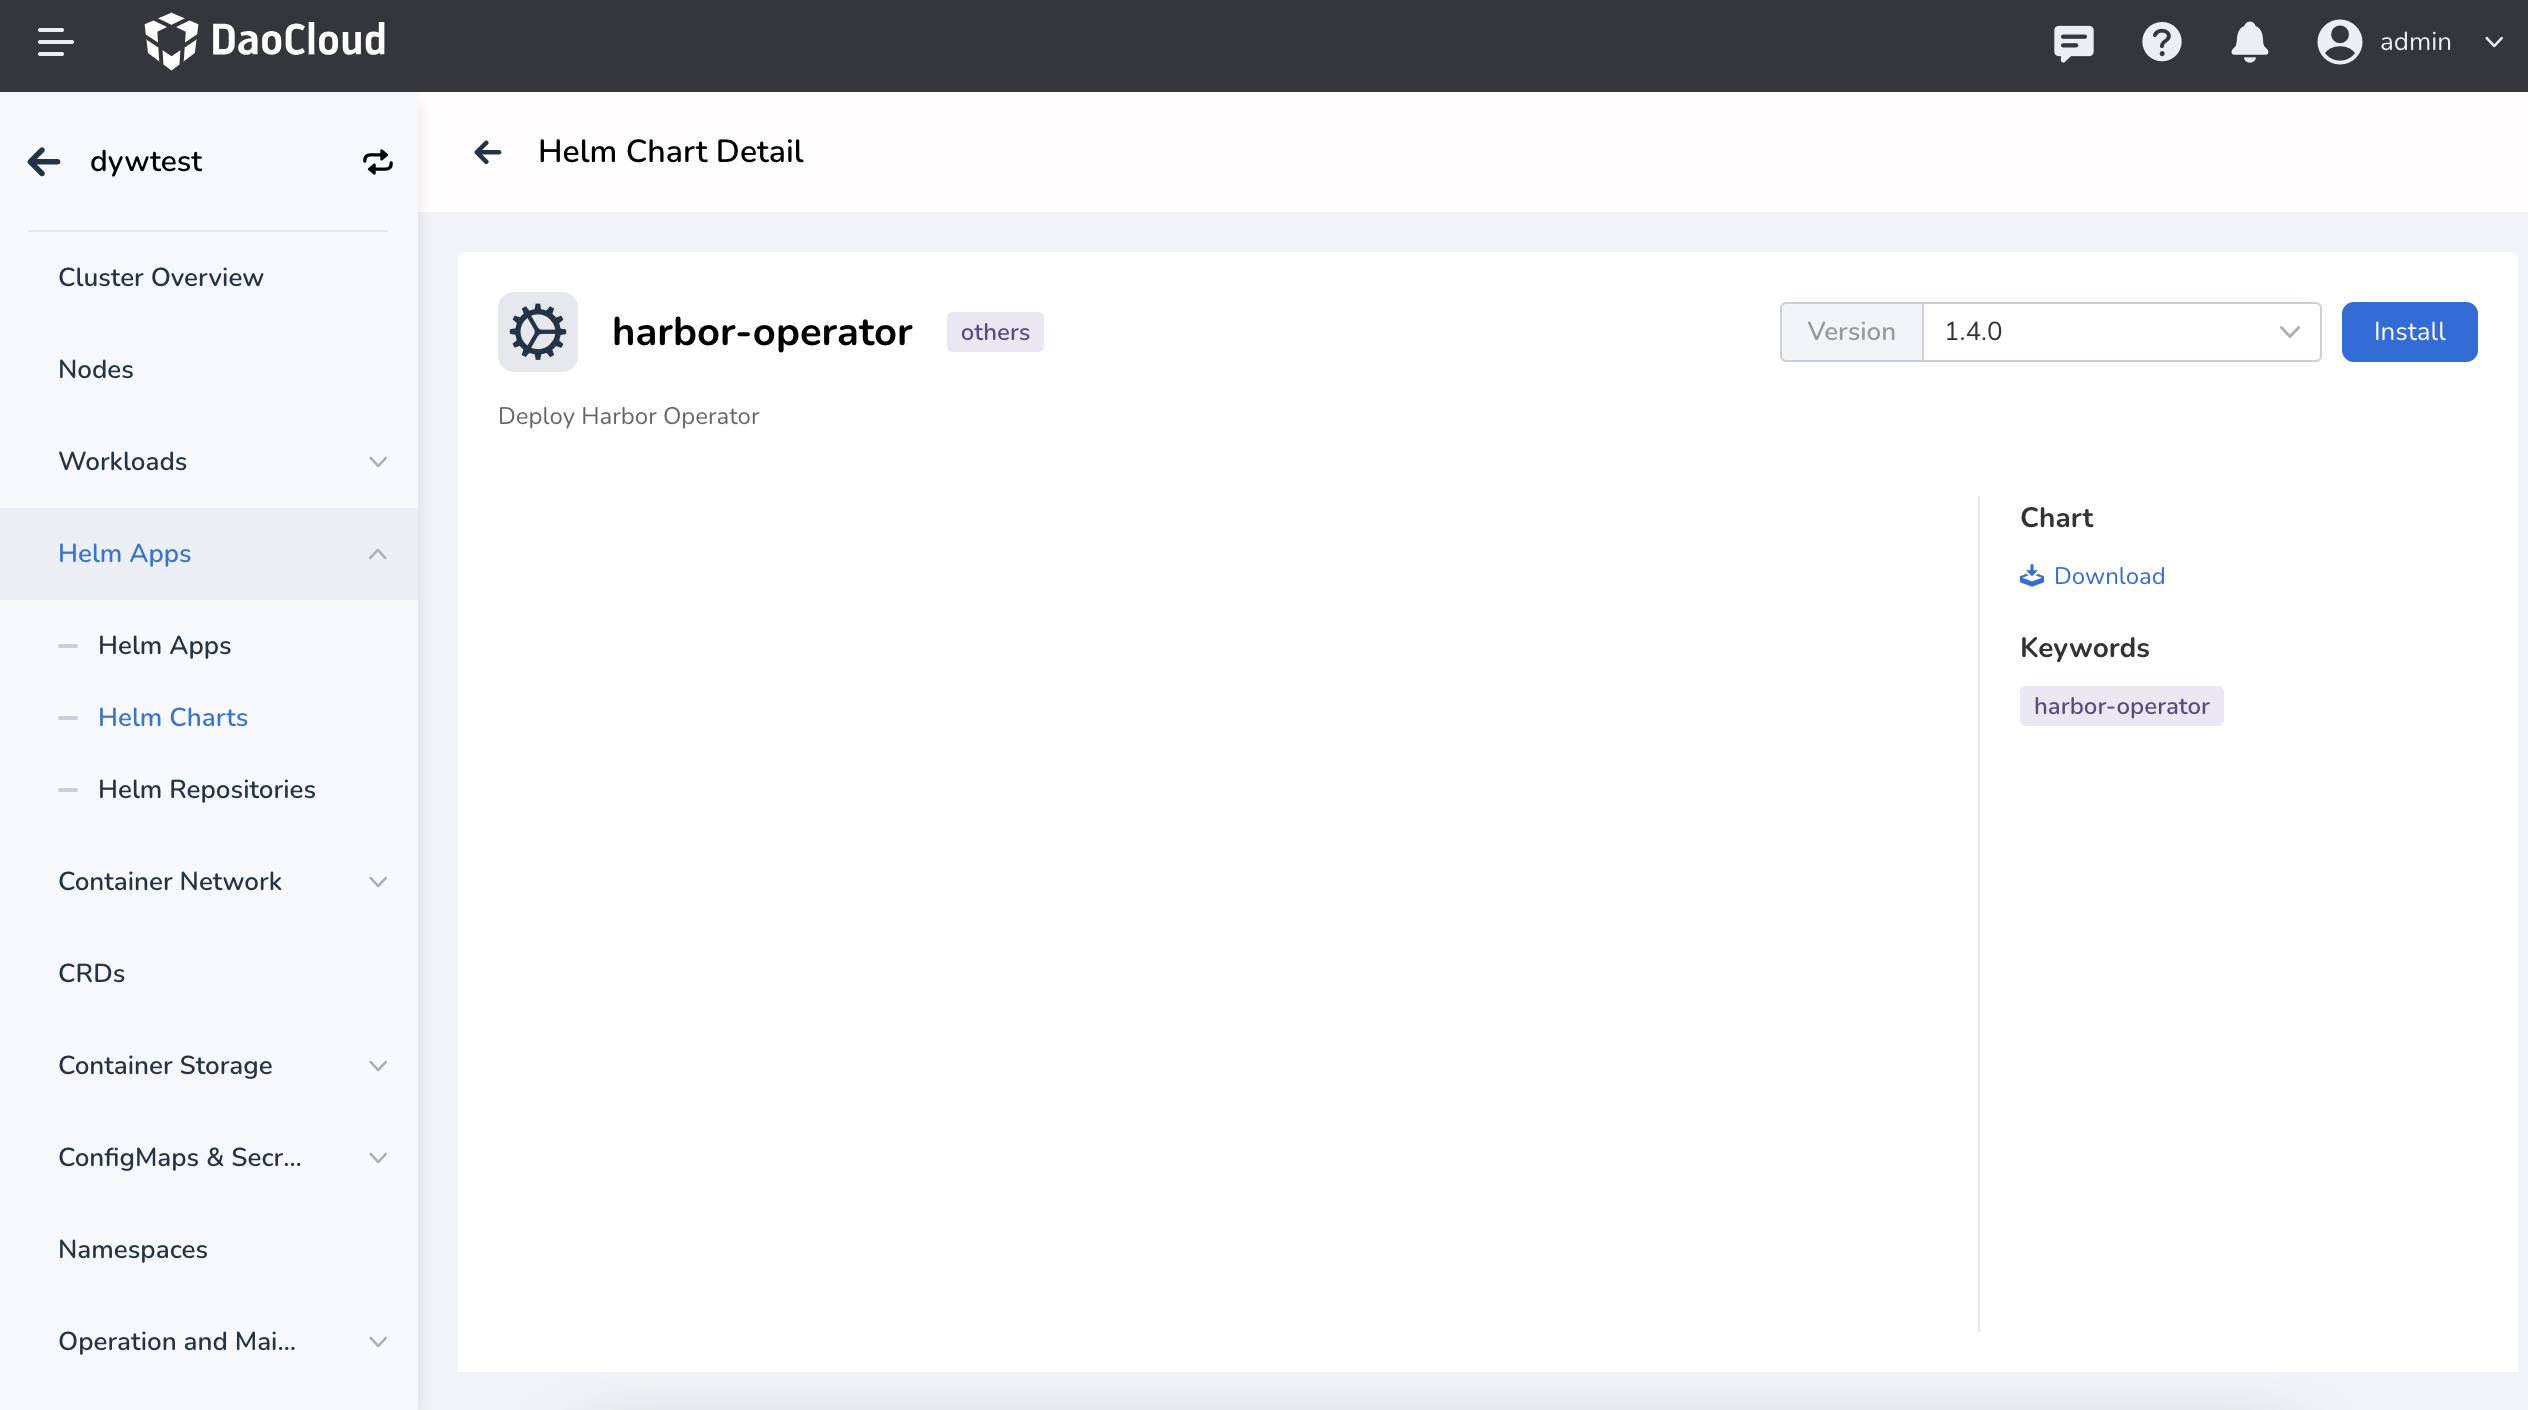 DaoCloud
admin
dywtest
Cluster Overview
Nodes
Workloads
Helm Apps
Helm Apps
Helm Charts
Helm Repositories
Container Network
CRDs
Container Storage
ConfigMaps & Secr...
Namespaces
Operation and Mai...
Helm Chart Detail
harbor-operator
others
Version
1.4.0
Install
Deploy Harbor Operator
Chart
Download
Keywords
harbor-operator